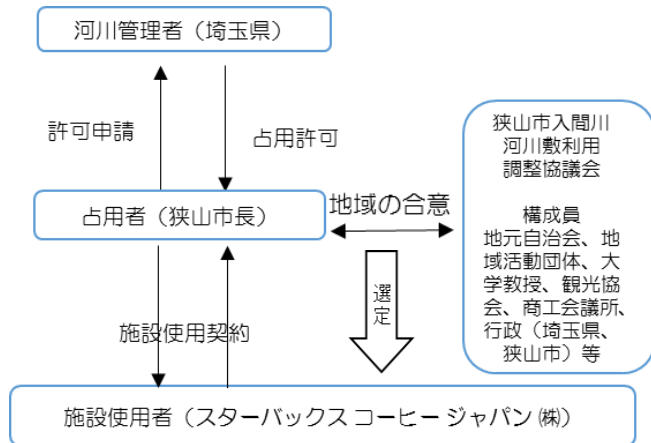 河川管理者（埼玉県）
許可申請
占用許可
占用者（狭山市長）
地域の合意
狭山市入間川
河川敷利用
調整協議会
構成員
地元自治会、地
域活動団体、大
学教授、観光協
会、商工会議所、
行政（埼玉県、
狭山市）等
選定
施設使用契約
施設使用者（スターバックス コーヒー ジャパン ㈱）